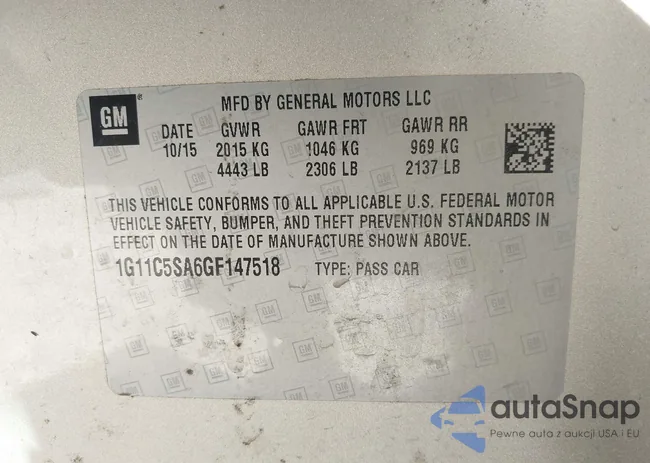 GM
®
MFD BY GENERAL MOTORS LLC
DATE GVWR GAWR FRT GAWR RR
10/15 2015 KG 1046 KG 969 KG
4443 LB 2306 LB 2137 LB
THIS VEHICLE CONFORMS TO ALL APPLICABLE U.S. FEDERAL MOTOR
VEHICLE SAFETY, BUMPER, AND THEFT PREVENTION STANDARDS IN
EFFECT ON THE DATE OF MANUFACTURE SHOWN ABOVE.
1G11C5SA6GF147518 TYPE: PASS CAR
autoSnap
Pewne auta z aukcji USA i EU